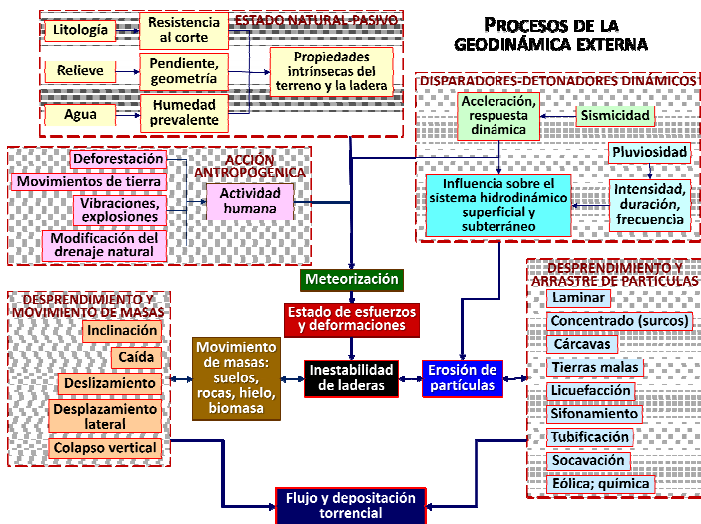 PROCESOS DE LA
GEODINÁMICA EXTERNA
ESTADO NATURAL-PASIVO
Litología
Resistencia
al corte
Relieve
Pendiente,
geometría
Agua
Humedad
prevalente
Propiedades
intrínsecas del
terreno y la ladera
DISPARADORES-DETONADORES DINÁMICOS
Aceleración,
respuesta
dinámica
Sismicidad
Pluviosidad
Intensidad,
duración,
frecuencia
Influencia sobre el
sistema hidrodinámico
superficial y
subterráneo
ACCIÓN
ANTROPOGÉNICA
Deforestación
Movimientos de tierra
Vibraciones,
explosiones
Modificación del
drenaje natural
Actividad
humana
Meteorización
Estado de esfuerzos
y deformaciones
Inestabilidad
de laderas
Movimiento
de masas:
suelos,
rocas, hielo,
biomasa
Erosión de
partículas
DESPRENDIMIENTO Y
MOVIMIENTO DE MASAS
Inclinación
Caída
Deslizamiento
Desplazamiento
lateral
Colapso vertical
DESPRENDIMIENTO Y
ARRASTRE DE PARTÍCULAS
Laminar
Concentrado (surcos)
Cárcavas
Tierras malas
Licuefacción
Sifonamiento
Tubificación
Socavación
Eólica; química
Flujo y depositación
torrencial